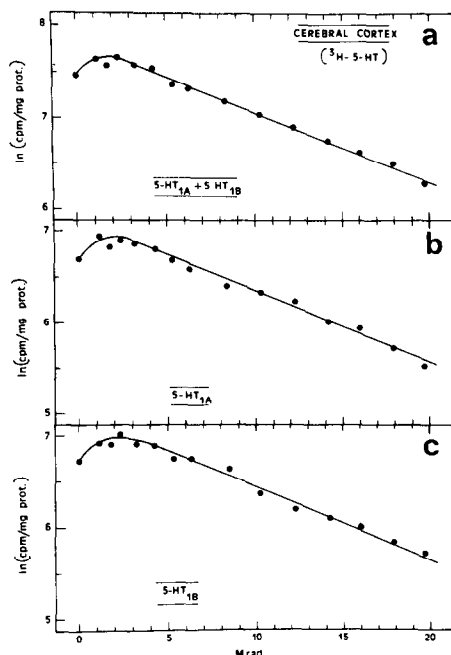 a
CEREBRAL CORTEX
(³H- 5-HT)
8
7
6
ln (cpm/mg prot.)
5-HT1A + 5 HT1B
b
7
6
5
ln(cpm/mg prot.)
5-HT1A
c
7
6
5
ln(cpm/mg prot.)
5-HT1B
0 5 10 15 20
M rad